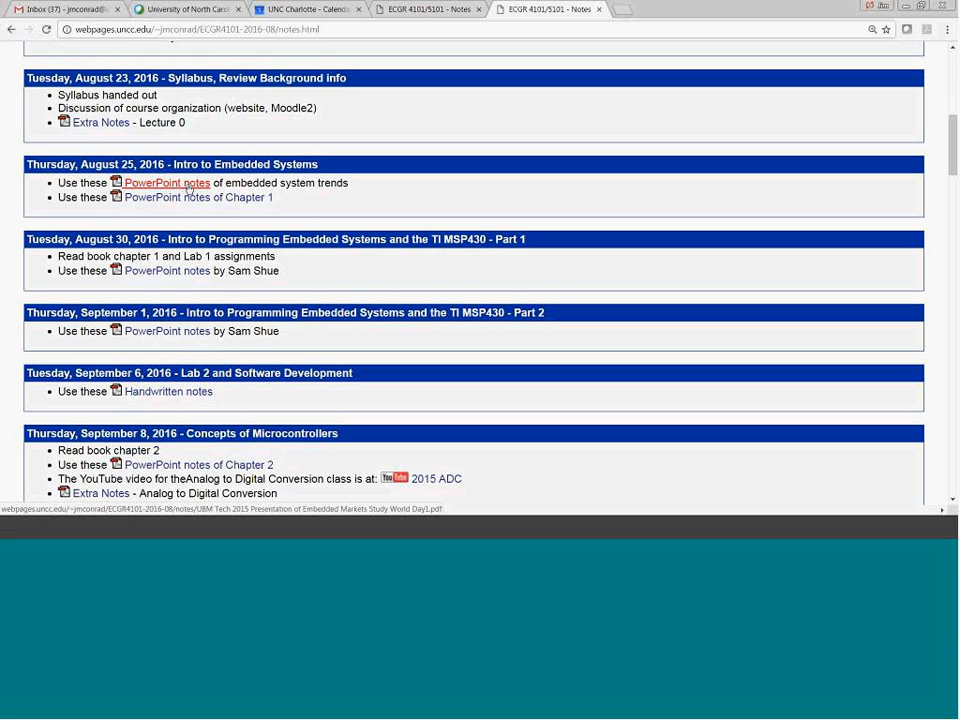 Inbox (37) - jmconrad@
University of North Caro
UNC Charlotte - Calenda
ECGR 4101/5101 - Notes
ECGR 4101/5101 - Notes
Jim
webpages.uncc.edu/~jmconrad/ECGR4101-2016-08/notes.html
Tuesday, August 23, 2016 - Syllabus, Review Background info
Syllabus handed out
Discussion of course organization (website, Moodle2)
Extra Notes - Lecture 0
Thursday, August 25, 2016 - Intro to Embedded Systems
Use these PowerPoint notes of embedded system trends
Use these PowerPoint notes of Chapter 1
Tuesday, August 30, 2016 - Intro to Programming Embedded Systems and the TI MSP430 - Part 1
Read book chapter 1 and Lab 1 assignments
Use these PowerPoint notes by Sam Shue
Thursday, September 1, 2016 - Intro to Programming Embedded Systems and the TI MSP430 - Part 2
Use these PowerPoint notes by Sam Shue
Tuesday, September 6, 2016 - Lab 2 and Software Development
Use these Handwritten notes
Thursday, September 8, 2016 - Concepts of Microcontrollers
Read book chapter 2
Use these PowerPoint notes of Chapter 2
The YouTube video for theAnalog to Digital Conversion class is at: YouTube 2015 ADC
Extra Notes - Analog to Digital Conversion
webpages.uncc.edu/~jmconrad/ECGR4101-2016-08/notes/UBM Tech 2015 Presentation of Embedded Markets Study World Day1.pdf